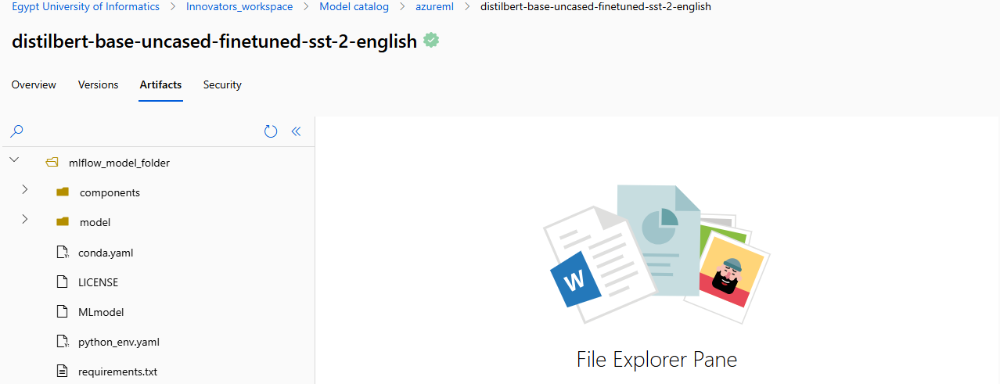 Egypt University of Informatics > Innovators_workspace > Model catalog > azureml > distilbert-base-uncased-finetuned-sst-2-english
distilbert-base-uncased-finetuned-sst-2-english
Overview Versions Artifacts Security
mlflow_model_folder
components
model
conda.yaml
LICENSE
MLmodel
python_env.yaml
requirements.txt
W
File Explorer Pane